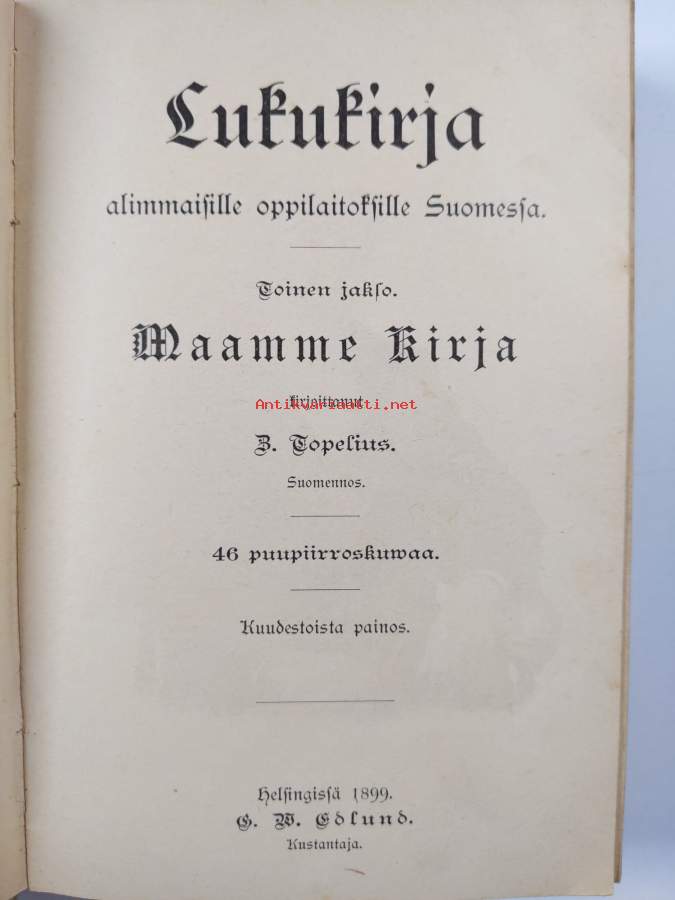 Lukukirja
alimmaisille oppilaitoksille Suomessa.
Toinen jakso.
Maamme Kirja
kirjoittanut
Antikvariaatti.net
Z. Topelius.
Suomennos.
46 puupiirroskuwaa.
Kuudestoista painos.
Helsingissä 1899.
G. W. Edlund.
Kustantaja.